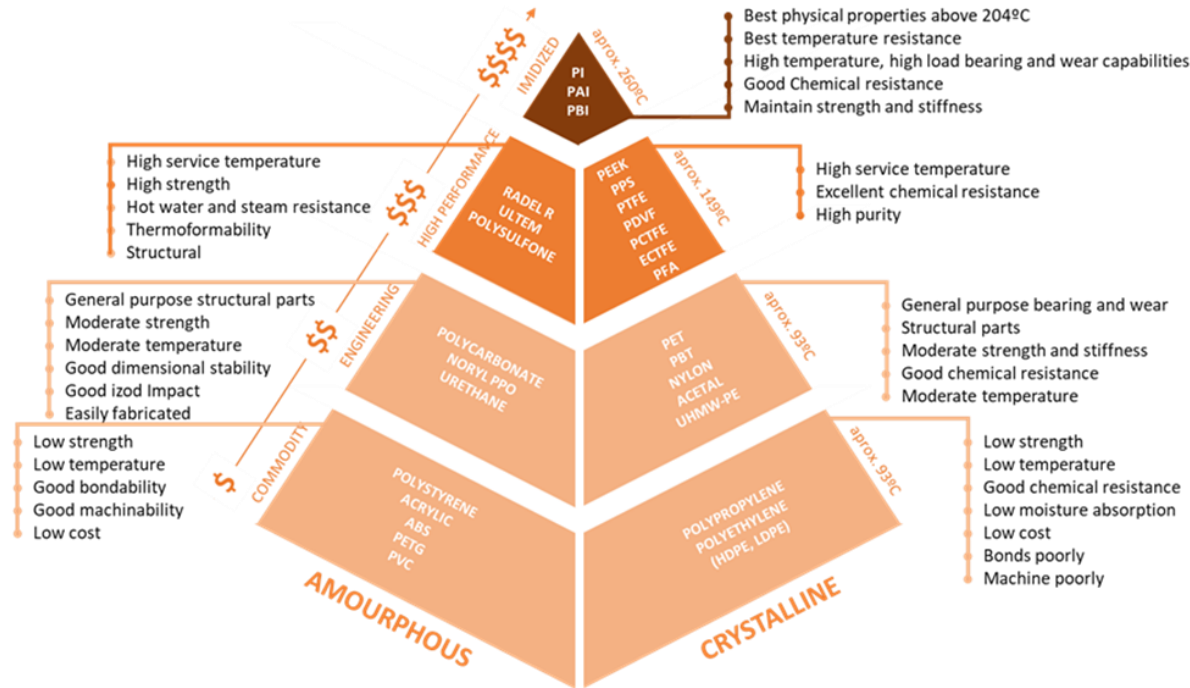 $$$$
IMIDIZED
PI
PAI
PBI
aprox. 260ºC
Best physical properties above 204ºC
Best temperature resistance
High temperature, high load bearing and wear capabilities
Good Chemical resistance
Maintain strength and stiffness
High service temperature
High strength
Hot water and steam resistance
Thermoformability
Structural
$$$
HIGH PERFORMANCE
RADEL R
ULTEM
POLYSULFONE
PEEK
PPS
PTFE
PDVF
PCTFE
ECTFE
PFA
aprox. 149ºC
High service temperature
Excellent chemical resistance
High purity
General purpose structural parts
Moderate strength
Moderate temperature
Good dimensional stability
Good izod Impact
Easily fabricated
$$
ENGINEERING
POLYCARBONATE
NORYL PPO
URETHANE
PET
PBT
NYLON
ACETAL
UHMW-PE
aprox. 93ºC
General purpose bearing and wear
Structural parts
Moderate strength and stiffness
Good chemical resistance
Moderate temperature
Low strength
Low temperature
Good bondability
Good machinability
Low cost
$
COMMODITY
POLYSTYRENE
ACRYLIC
ABS
PETG
PVC
POLYPROPYLENE
POLYETHYLENE
(HDPE, LDPE)
aprox. 93ºC
Low strength
Low temperature
Good chemical resistance
Low moisture absorption
Low cost
Bonds poorly
Machine poorly
AMOURPHOUS
CRYSTALLINE